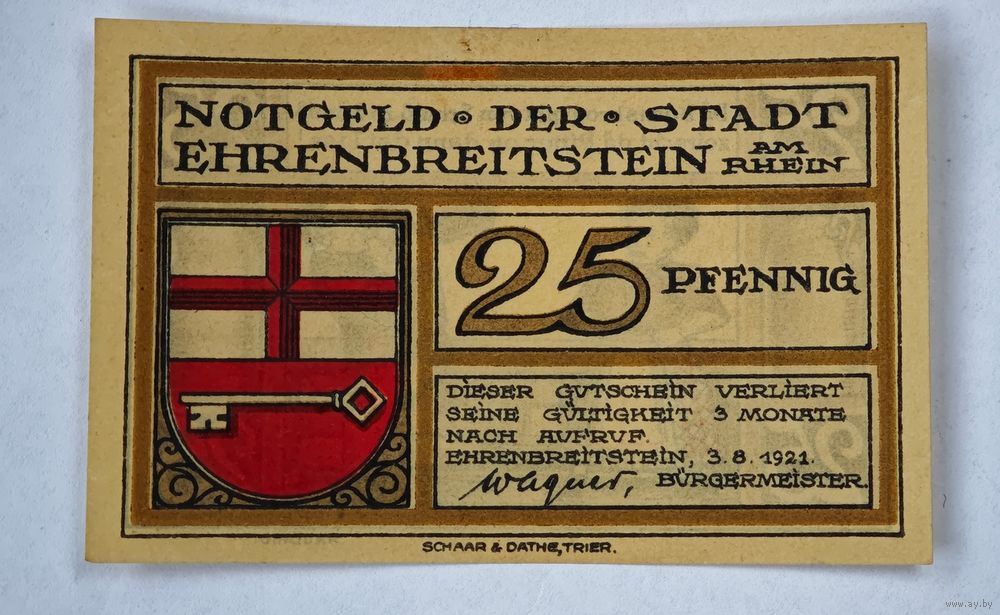 NOTGELD • DER • STADT
EHRENBREITSTEIN AM RHEIN
25 PFENNIG
DIESER GUTSCHEIN VERLIERT
SEINE GÜLTIGKEIT 3 MONATE
NACH AUFRUF.
EHRENBREITSTEIN, 3.8.1921.
Wagner, BÜRGERMEISTER.
SCHAAR & DATHE, TRIER.
www.ay.by